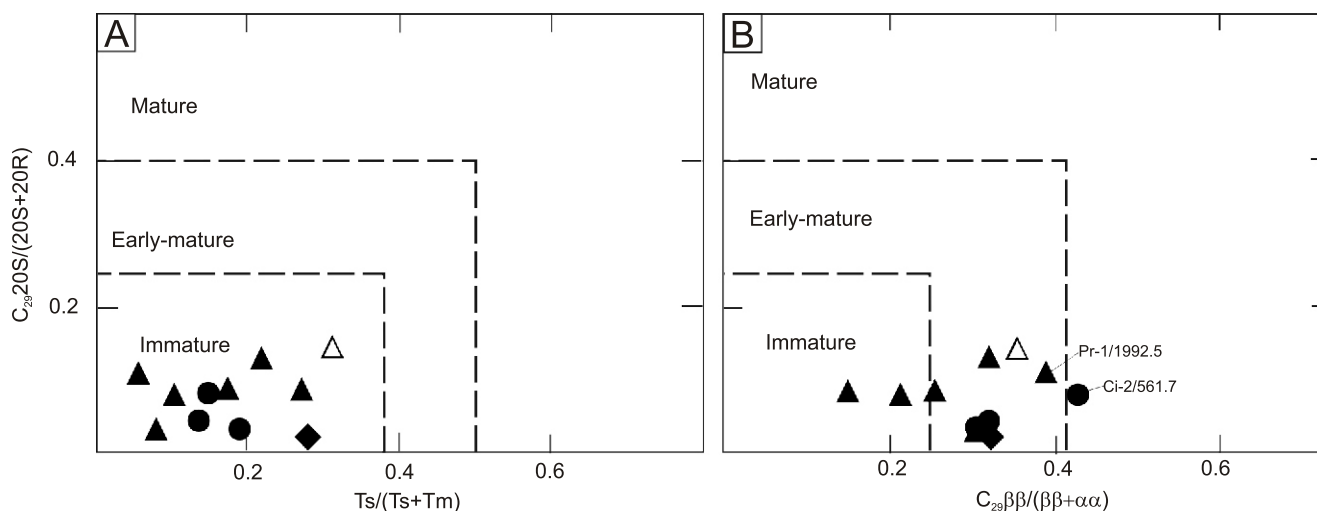 A
Mature
Early-mature
Immature
0.4
0.2
C₂₉20S/(20S+20R)
0.2
0.4
0.6
Ts/(Ts+Tm)
B
Mature
Early-mature
Immature
Pr-1/1992.5
Ci-2/561.7
0.2
0.4
0.6
C₂₉ββ/(ββ+αα)